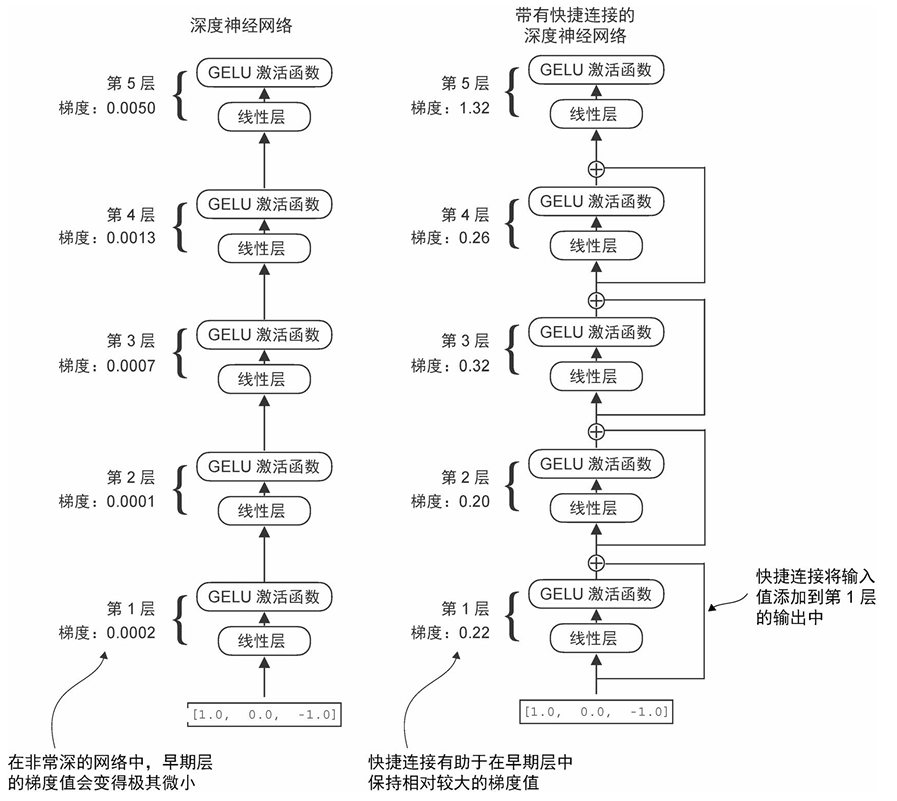 深度神经网络
GELU 激活函数
线性层
第 5 层
梯度：0.0050
GELU 激活函数
线性层
第 4 层
梯度：0.0013
GELU 激活函数
线性层
第 3 层
梯度：0.0007
GELU 激活函数
线性层
第 2 层
梯度：0.0001
GELU 激活函数
线性层
第 1 层
梯度：0.0002
[1.0, 0.0, -1.0]
在非常深的网络中，早期层
的梯度值会变得极其微小
带有快捷连接的
深度神经网络
GELU 激活函数
线性层
第 5 层
梯度：1.32
GELU 激活函数
线性层
第 4 层
梯度：0.26
GELU 激活函数
线性层
第 3 层
梯度：0.32
GELU 激活函数
线性层
第 2 层
梯度：0.20
GELU 激活函数
线性层
第 1 层
梯度：0.22
[1.0, 0.0, -1.0]
快捷连接有助于在早期层中
保持相对较大的梯度值
快捷连接将输入
值添加到第 1 层
的输出中